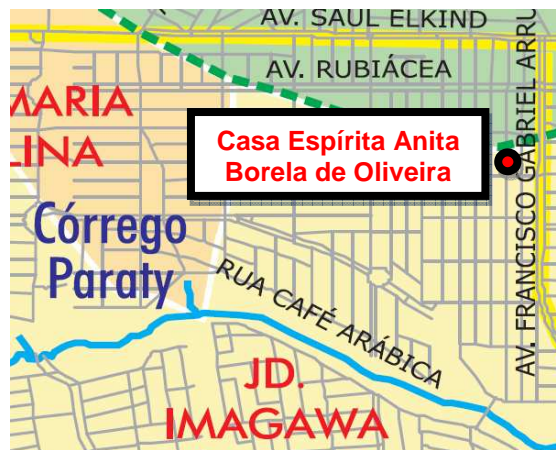 AV. SAUL ELKIND
AV. RUBIÁCEA
MARIA
LINA
Casa Espírita Anita
Borela de Oliveira
AV. FRANCISCO GABRIEL ARRU
Córrego
Paraty
RUA CAFÉ ARÁBICA
JD.
IMAGAWA